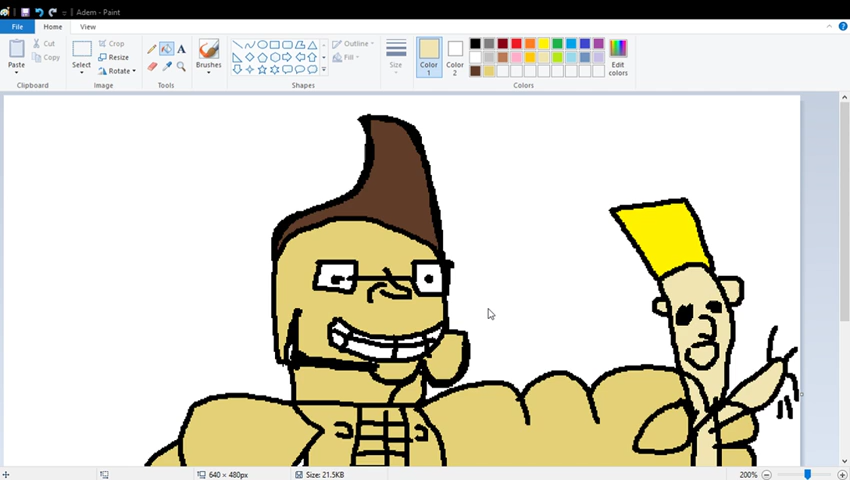 Adem - Paint
File Home View
Paste Cut Copy Select Crop Resize Rotate Brushes Outline Fill Size Color 1 Color 2 Edit colors
Clipboard Image Tools Shapes Colors
640 × 480px Size: 21.5KB 200%